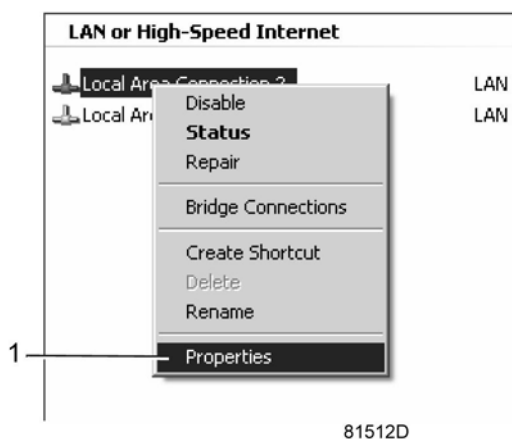 LAN or High-Speed Internet
Local Area Connection 2 LAN
Local Are LAN
Disable
Status
Repair
Bridge Connections
Create Shortcut
Delete
Rename
1 Properties
81512D